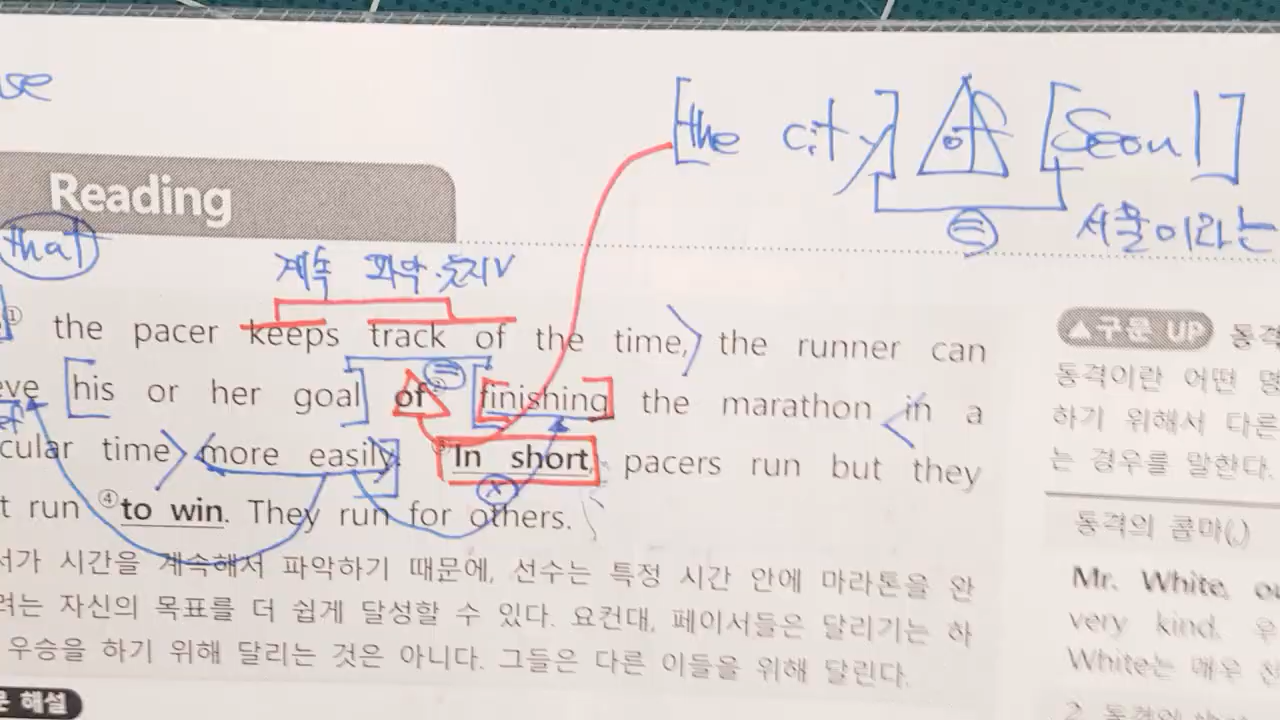 se
[the city] of [Seoul]
=
서울이라는
Reading
that
계속 파악.숫지V
① the pacer keeps track of the time, the runner can
eve his or her goal of finishing the marathon in a
=
cular time more easily. ③In short, pacers run but they
X
t run ④to win. They run for others.
서가 시간을 계속해서 파악하기 때문에, 선수는 특정 시간 안에 마라톤을 완
려는 자신의 목표를 더 쉽게 달성할 수 있다. 요컨대, 페이서들은 달리기는 하
우승을 하기 위해 달리는 것은 아니다. 그들은 다른 이들을 위해 달린다.
문 해설
▲구문 UP 동격
동격이란 어떤 명
하기 위해서 다른
는 경우를 말한다.
동격의 콤마(,)
Mr. White, ou
very kind. 우
White는 매우 친
2. 동격의